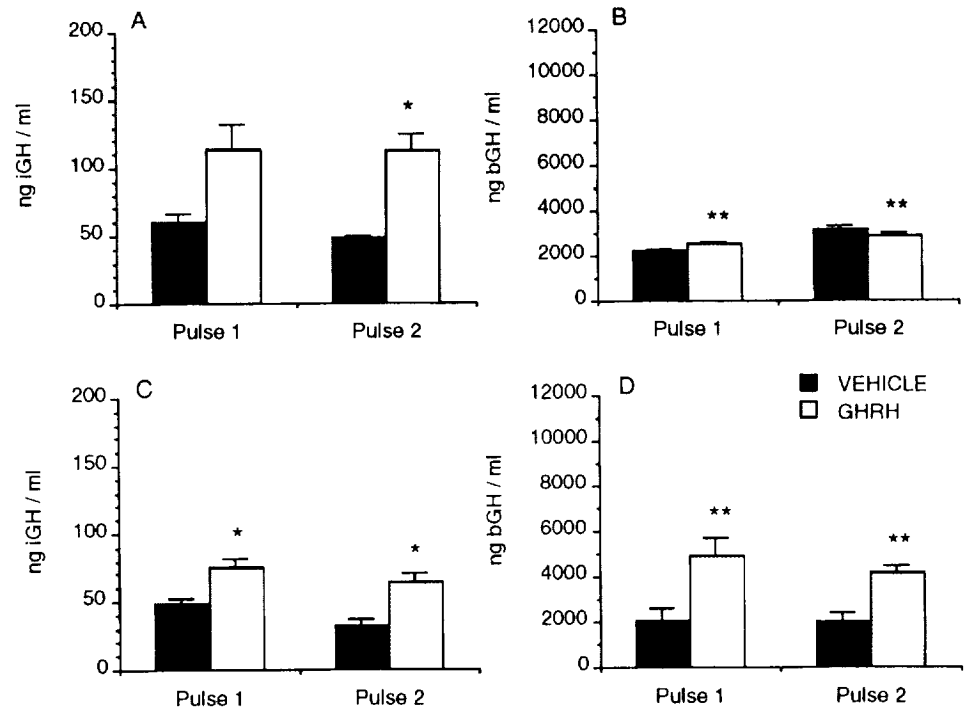 A
200
150
100
50
0
ng iGH / ml
*
Pulse 1
Pulse 2
B
12000
10000
8000
6000
4000
2000
0
ng bGH / ml
**
**
Pulse 1
Pulse 2
C
200
150
100
50
0
ng iGH / ml
*
*
Pulse 1
Pulse 2
D
VEHICLE
GHRH
12000
10000
8000
6000
4000
2000
0
ng bGH / ml
**
**
Pulse 1
Pulse 2